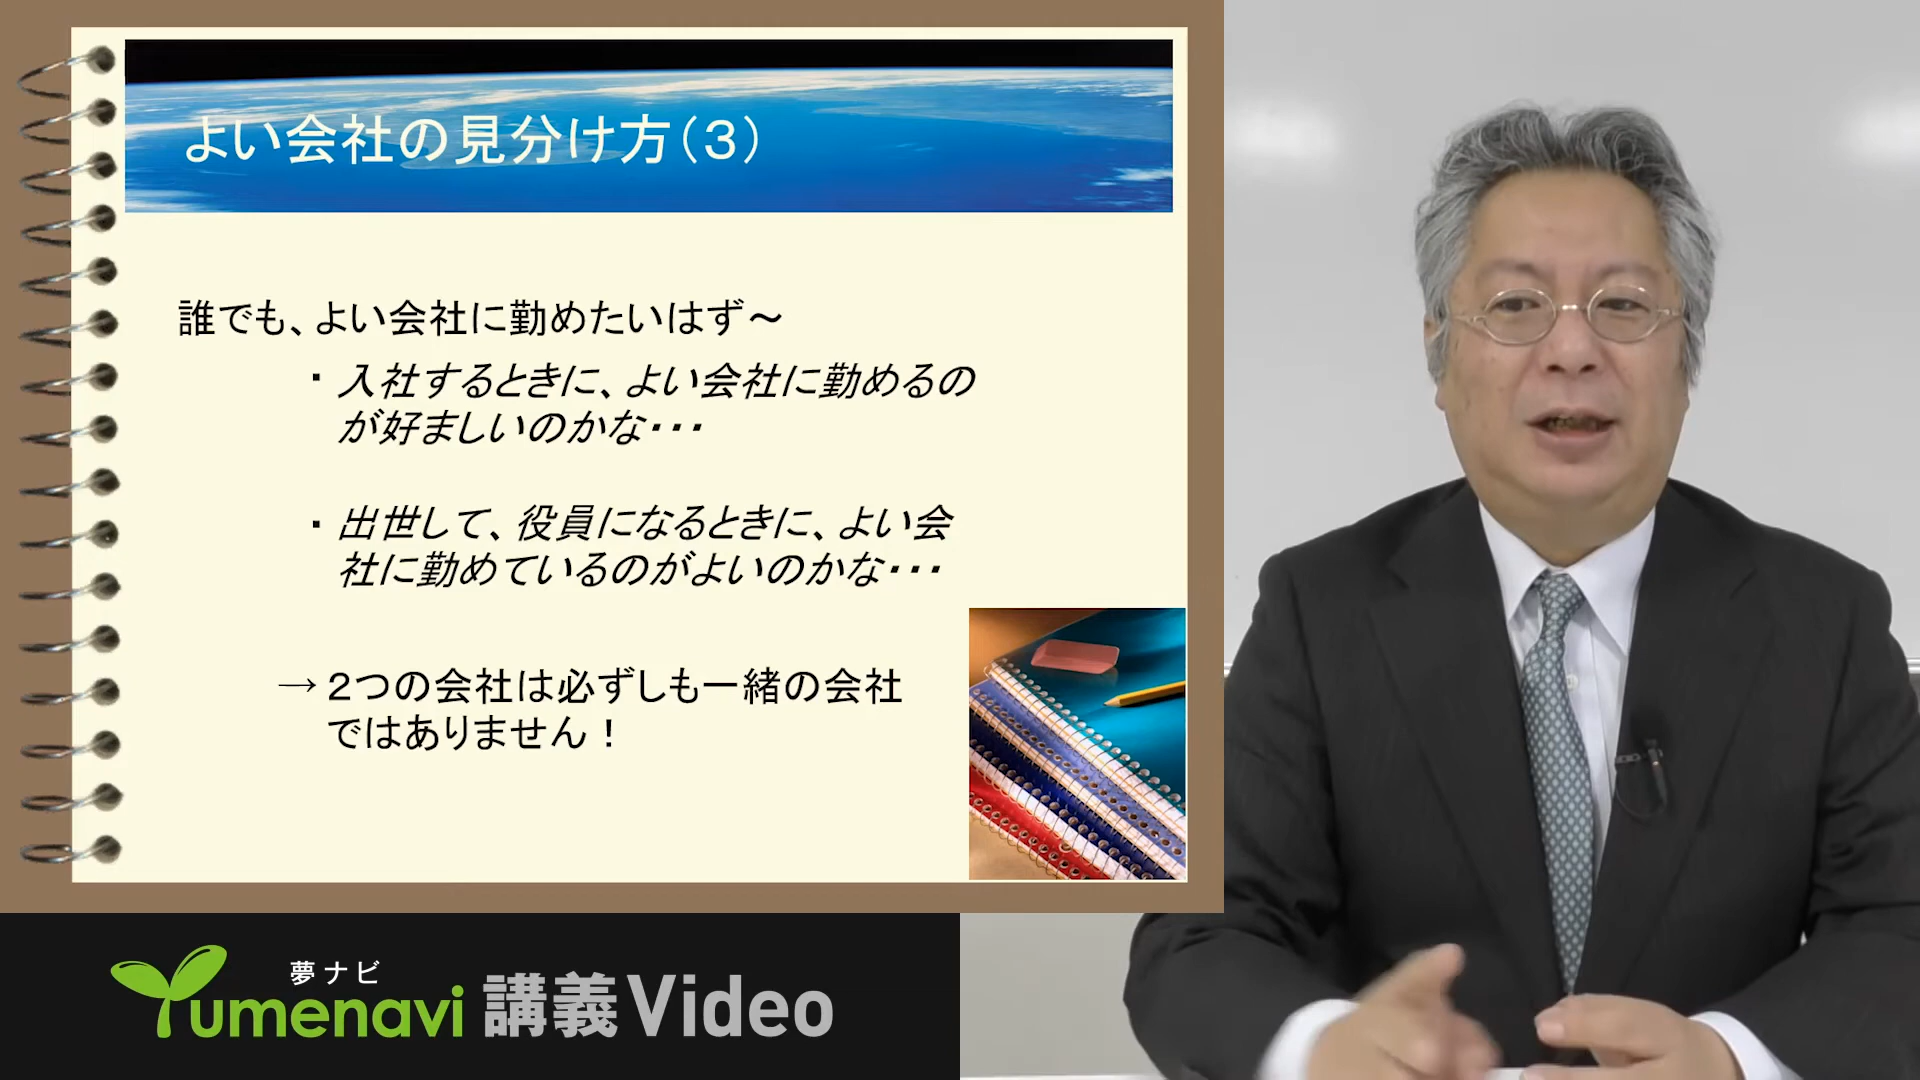 よい会社の見分け方（３）
誰でも、よい会社に勤めたいはず～
・入社するときに、よい会社に勤めるの
が好ましいのかな・・・
・出世して、役員になるときに、よい会
社に勤めているのがよいのかな・・・
→２つの会社は必ずしも一緒の会社
ではありません！
夢ナビ
Yumenavi 講義Video